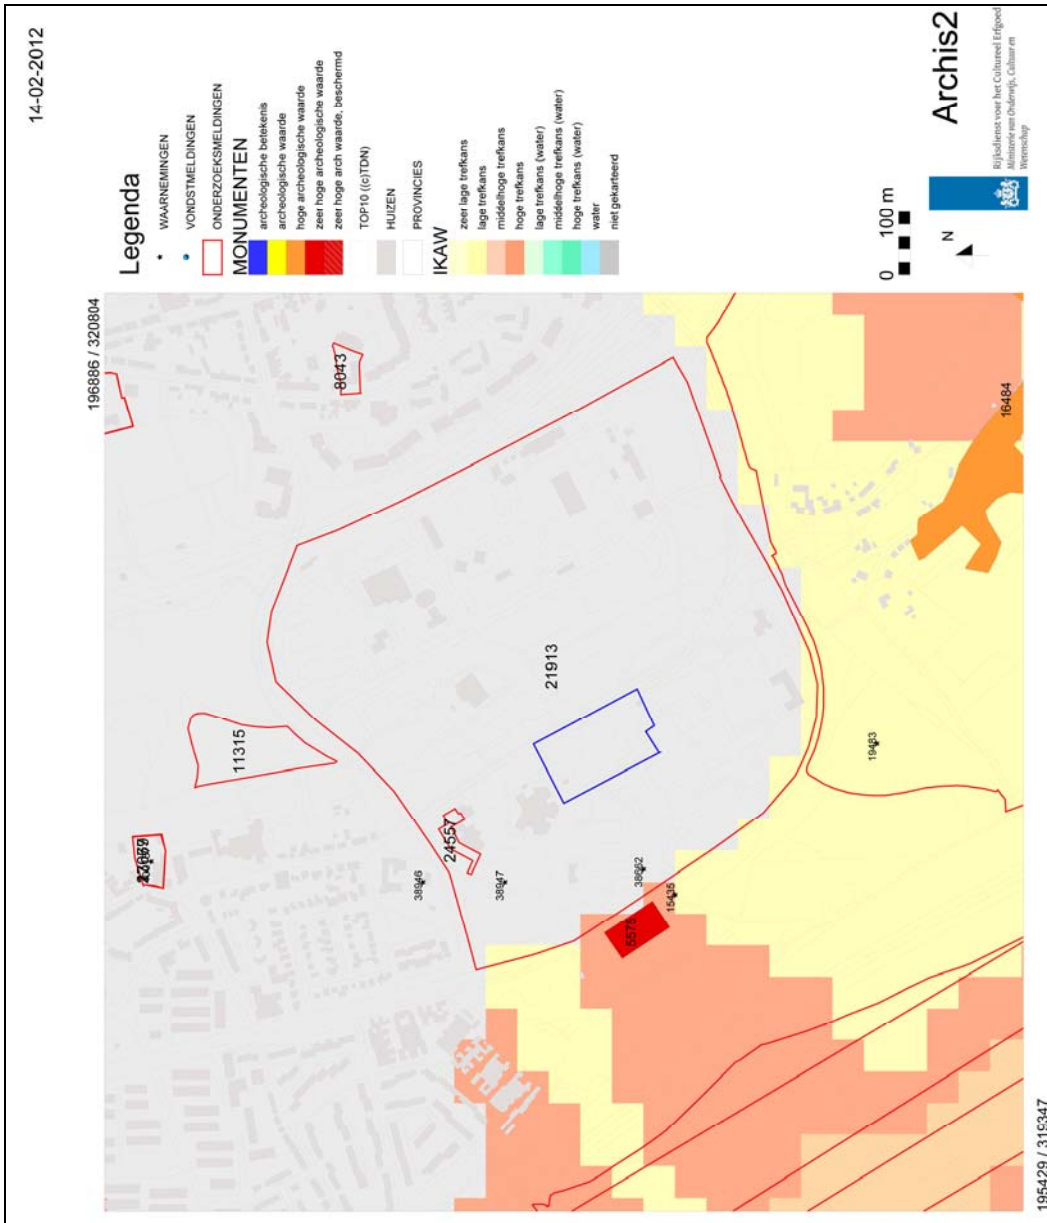 14-02-2012
Legenda
WAARNEMINGEN
VONDSTMELDINGEN
ONDERZOEKSMELDINGEN
MONUMENTEN
archeologische betekenis
archeologische waarde
hoge archeologische waarde
zeer hoge archeologische waarde
zeer hoge arch waarde, beschermd
TOP10 ((c)TDN)
HUIZEN
PROVINCIES
IKAW
zeer lage trefkans
lage trefkans
middelhoge trefkans
hoge trefkans
lage trefkans (water)
middelhoge trefkans (water)
hoge trefkans (water)
water
niet gekarteerd
0 100 m
N
Archis2
Rijksdienst voor het Cultureel Erfgoed
Ministerie van Onderwijs, Cultuur en
Wetenschap
196886 / 320804
8043
11315
21913
24557
38946
38947
38662
15435
5575
19483
16484
195429 / 319347